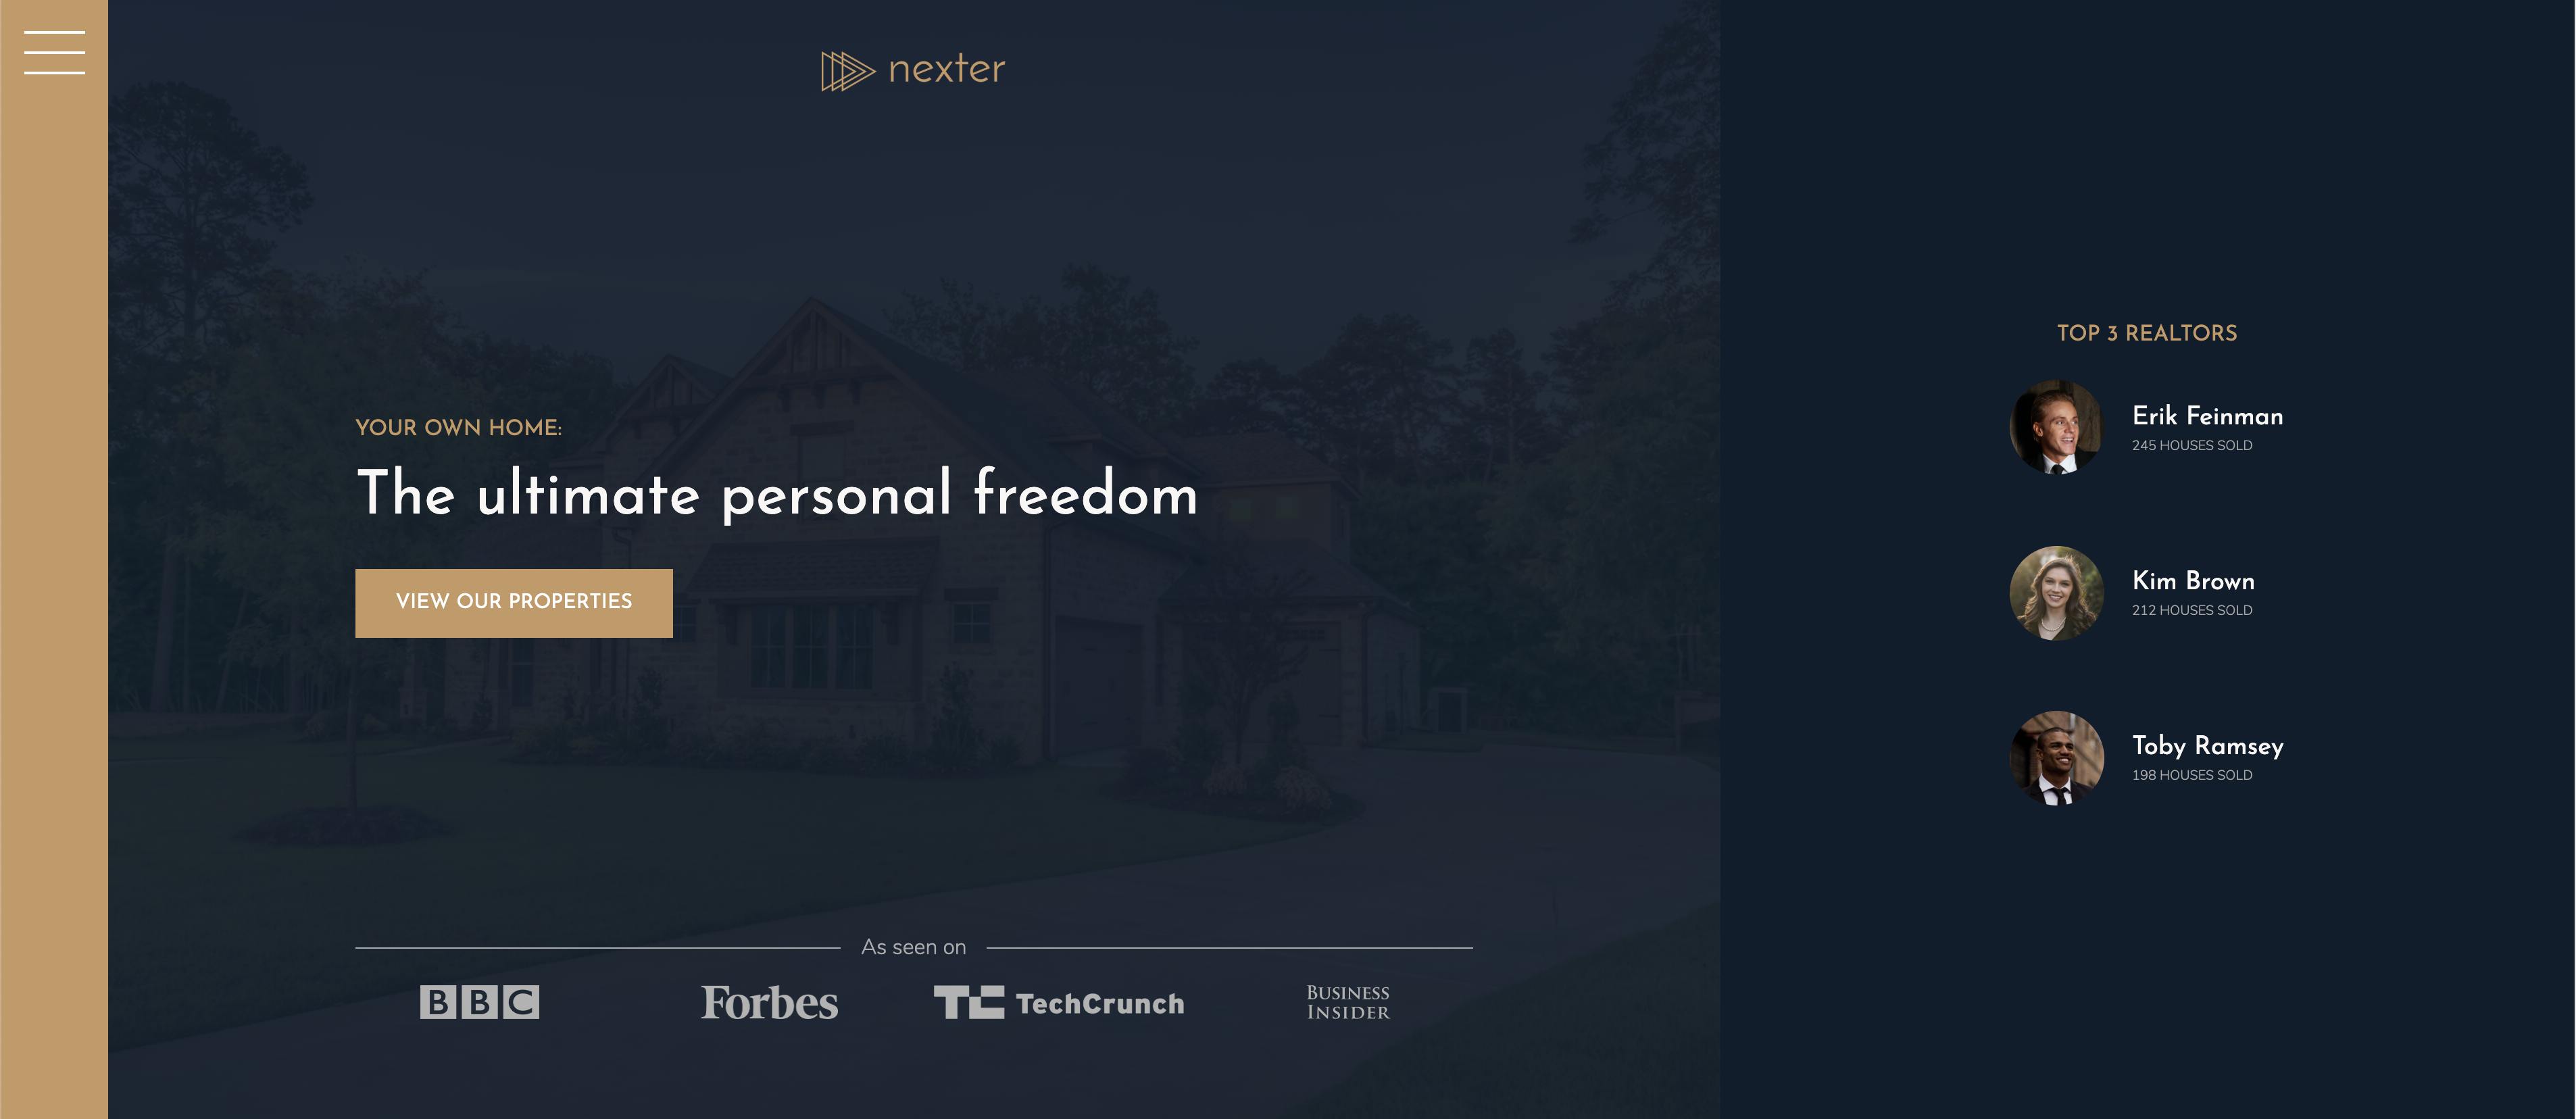 nexter
YOUR OWN HOME:
The ultimate personal freedom
VIEW OUR PROPERTIES
As seen on
BBC
Forbes
TC TechCrunch
BUSINESS
INSIDER
TOP 3 REALTORS
Erik Feinman
245 HOUSES SOLD
Kim Brown
212 HOUSES SOLD
Toby Ramsey
198 HOUSES SOLD